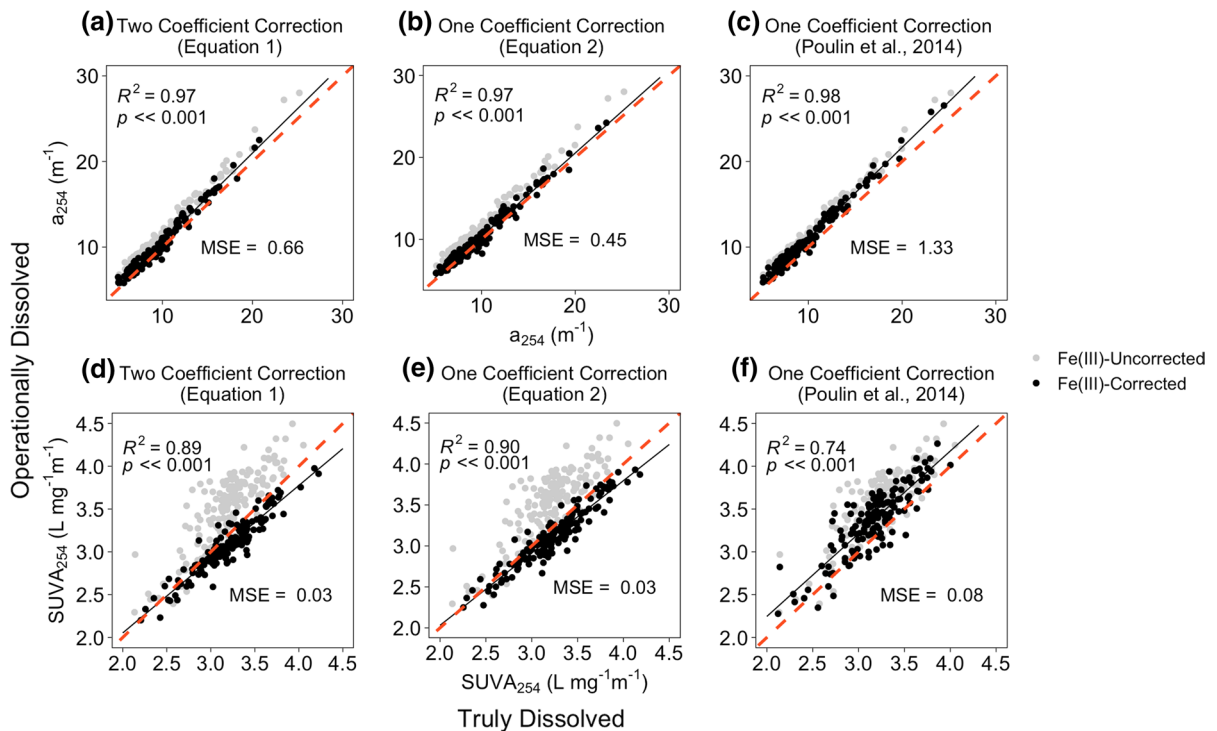 (a) Two Coefficient Correction
(Equation 1)
(b) One Coefficient Correction
(Equation 2)
(c) One Coefficient Correction
(Poulin et al., 2014)
R² = 0.97
p << 0.001
MSE = 0.66
R² = 0.97
p << 0.001
MSE = 0.45
R² = 0.98
p << 0.001
MSE = 1.33
30
20
10
a₂₅₄ (m⁻¹)
10 20 30
30
20
10
10 20 30
a₂₅₄ (m⁻¹)
30
20
10
10 20 30
Operationally Dissolved
(d) Two Coefficient Correction
(Equation 1)
(e) One Coefficient Correction
(Equation 2)
(f) One Coefficient Correction
(Poulin et al., 2014)
Fe(III)-Uncorrected
Fe(III)-Corrected
R² = 0.89
p << 0.001
MSE = 0.03
R² = 0.90
p << 0.001
MSE = 0.03
R² = 0.74
p << 0.001
MSE = 0.08
4.5
4.0
3.5
3.0
2.5
2.0
SUVA₂₅₄ (L mg⁻¹m⁻¹)
2.0 2.5 3.0 3.5 4.0 4.5
4.5
4.0
3.5
3.0
2.5
2.0
2.0 2.5 3.0 3.5 4.0 4.5
SUVA₂₅₄ (L mg⁻¹m⁻¹)
4.5
4.0
3.5
3.0
2.5
2.0
2.0 2.5 3.0 3.5 4.0 4.5
Truly Dissolved